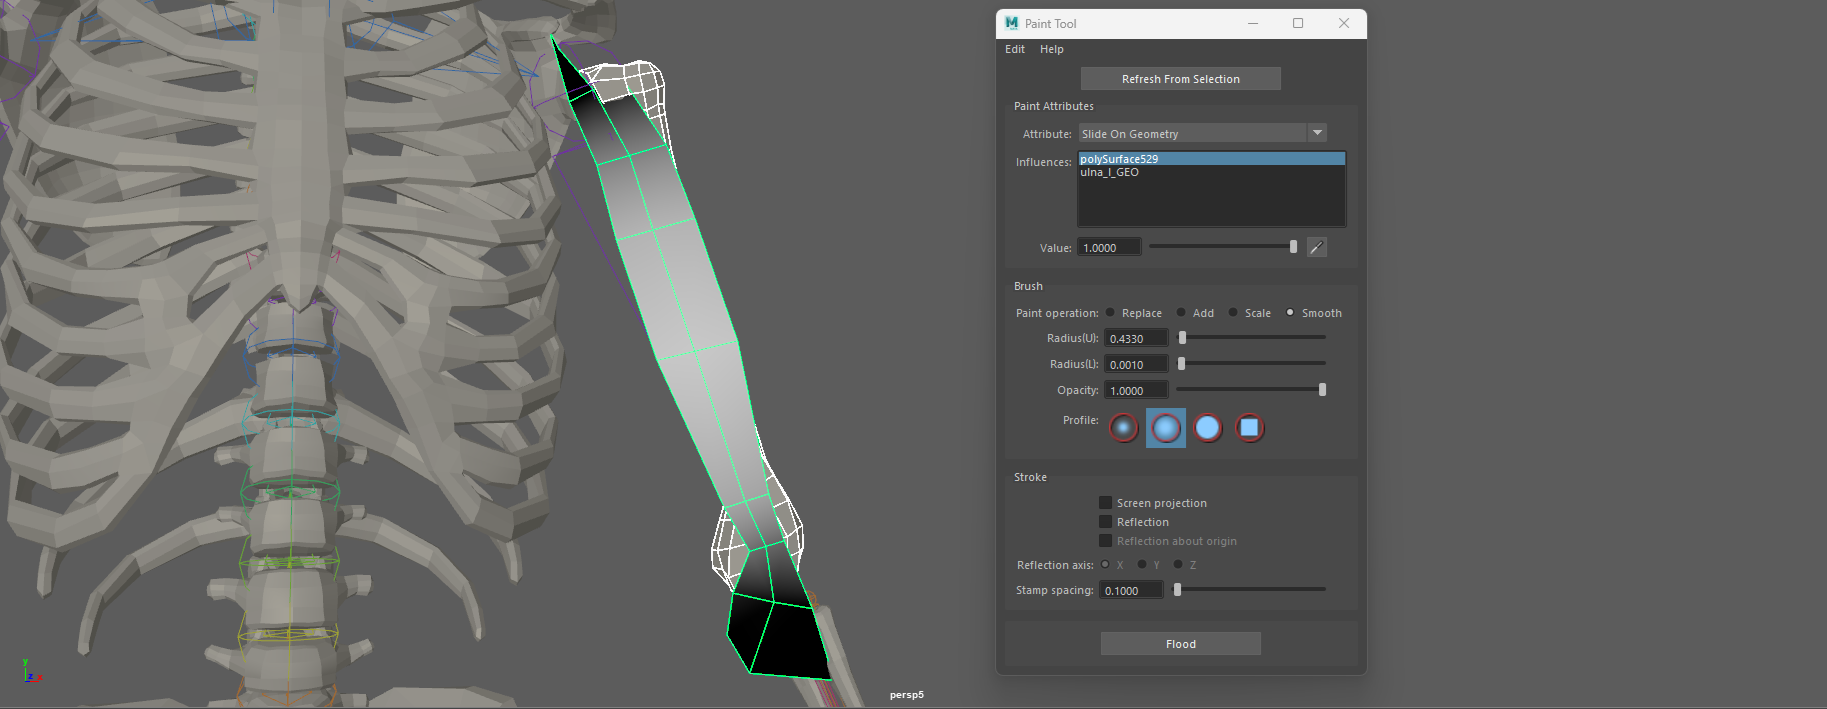 Paint Tool
Edit Help
Refresh From Selection
Paint Attributes
Attribute: Slide On Geometry
Influences: polySurface529
ulna_l_GEO
Value: 1.0000
Brush
Paint operation: Replace Add Scale Smooth
Radius(U): 0.4330
Radius(L): 0.0010
Opacity: 1.0000
Profile:
Stroke
Screen projection
Reflection
Reflection about origin
Reflection axis: X Y Z
Stamp spacing: 0.1000
Flood
y
z x
persp5